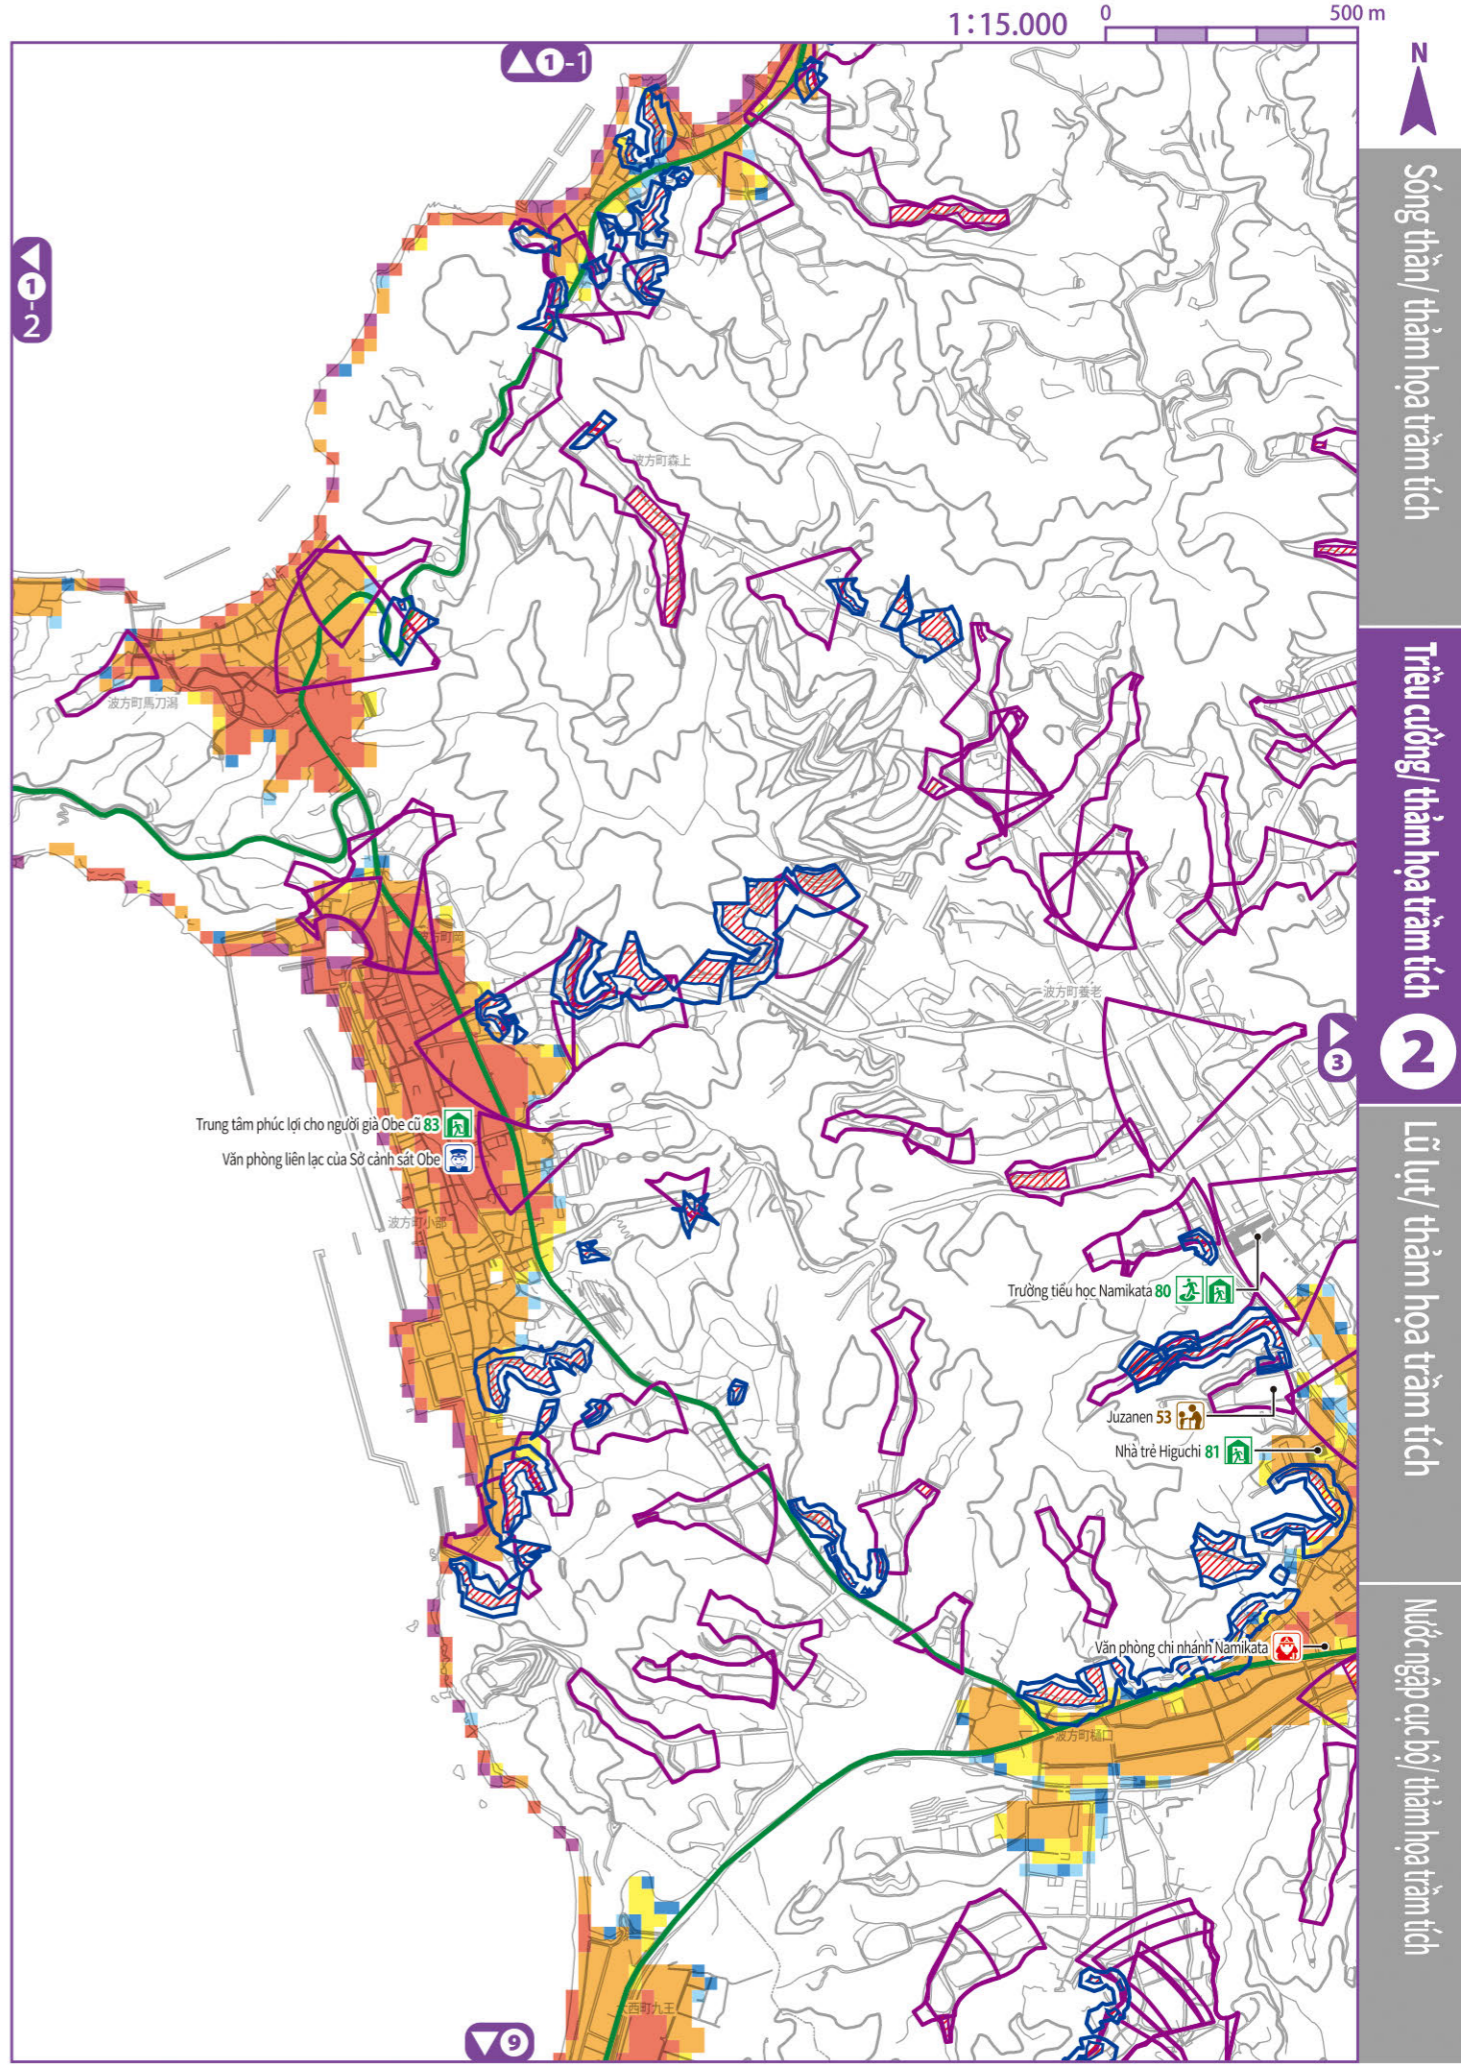 1:15.000
0
500 m
N
▲1-1
◀1-2
Sóng thần/ thảm họa trầm tích
Triều cường/ thảm họa trầm tích
2
▶3
Lũ lụt/ thảm họa trầm tích
Nước ngập cục bộ/ thảm họa trầm tích
波方町森上
波方町馬刀潟
波方町岡
波方町養老
Trung tâm phúc lợi cho người già Obe cũ 83
Văn phòng liên lạc của Sở cảnh sát Obe
波方町小部
Trường tiểu học Namikata 80
Juzanen 53
Nhà trẻ Higuchi 81
Văn phòng chi nhánh Namikata
波方町樋口
大西町九王
▼9